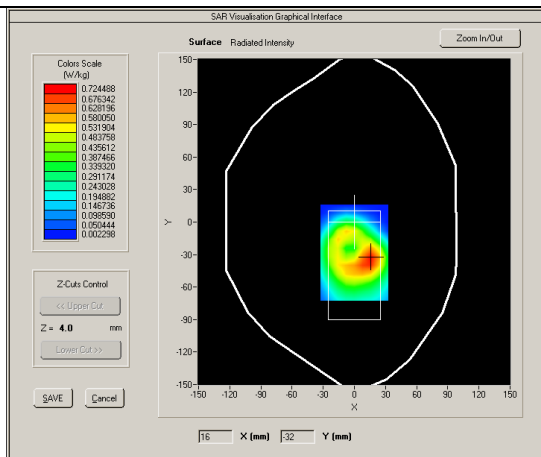 SAR Visualisation Graphical Interface
Surface Radiated Intensity
Zoom In/Out
Colors Scale
(W/kg)
0.724488
0.676342
0.628196
0.580050
0.531904
0.483758
0.435612
0.387466
0.339320
0.291174
0.243028
0.194882
0.146736
0.098590
0.050444
0.002298
Z-Cuts Control
<< Upper Cut
Z = 4.0 mm
Lower Cut >>
SAVE
Cancel
150
120
90
60
30
0
-30
-60
-90
-120
-150
Y
-150 -120 -90 -60 -30 0 30 60 90 120 150
X
16 X (mm) -32 Y (mm)